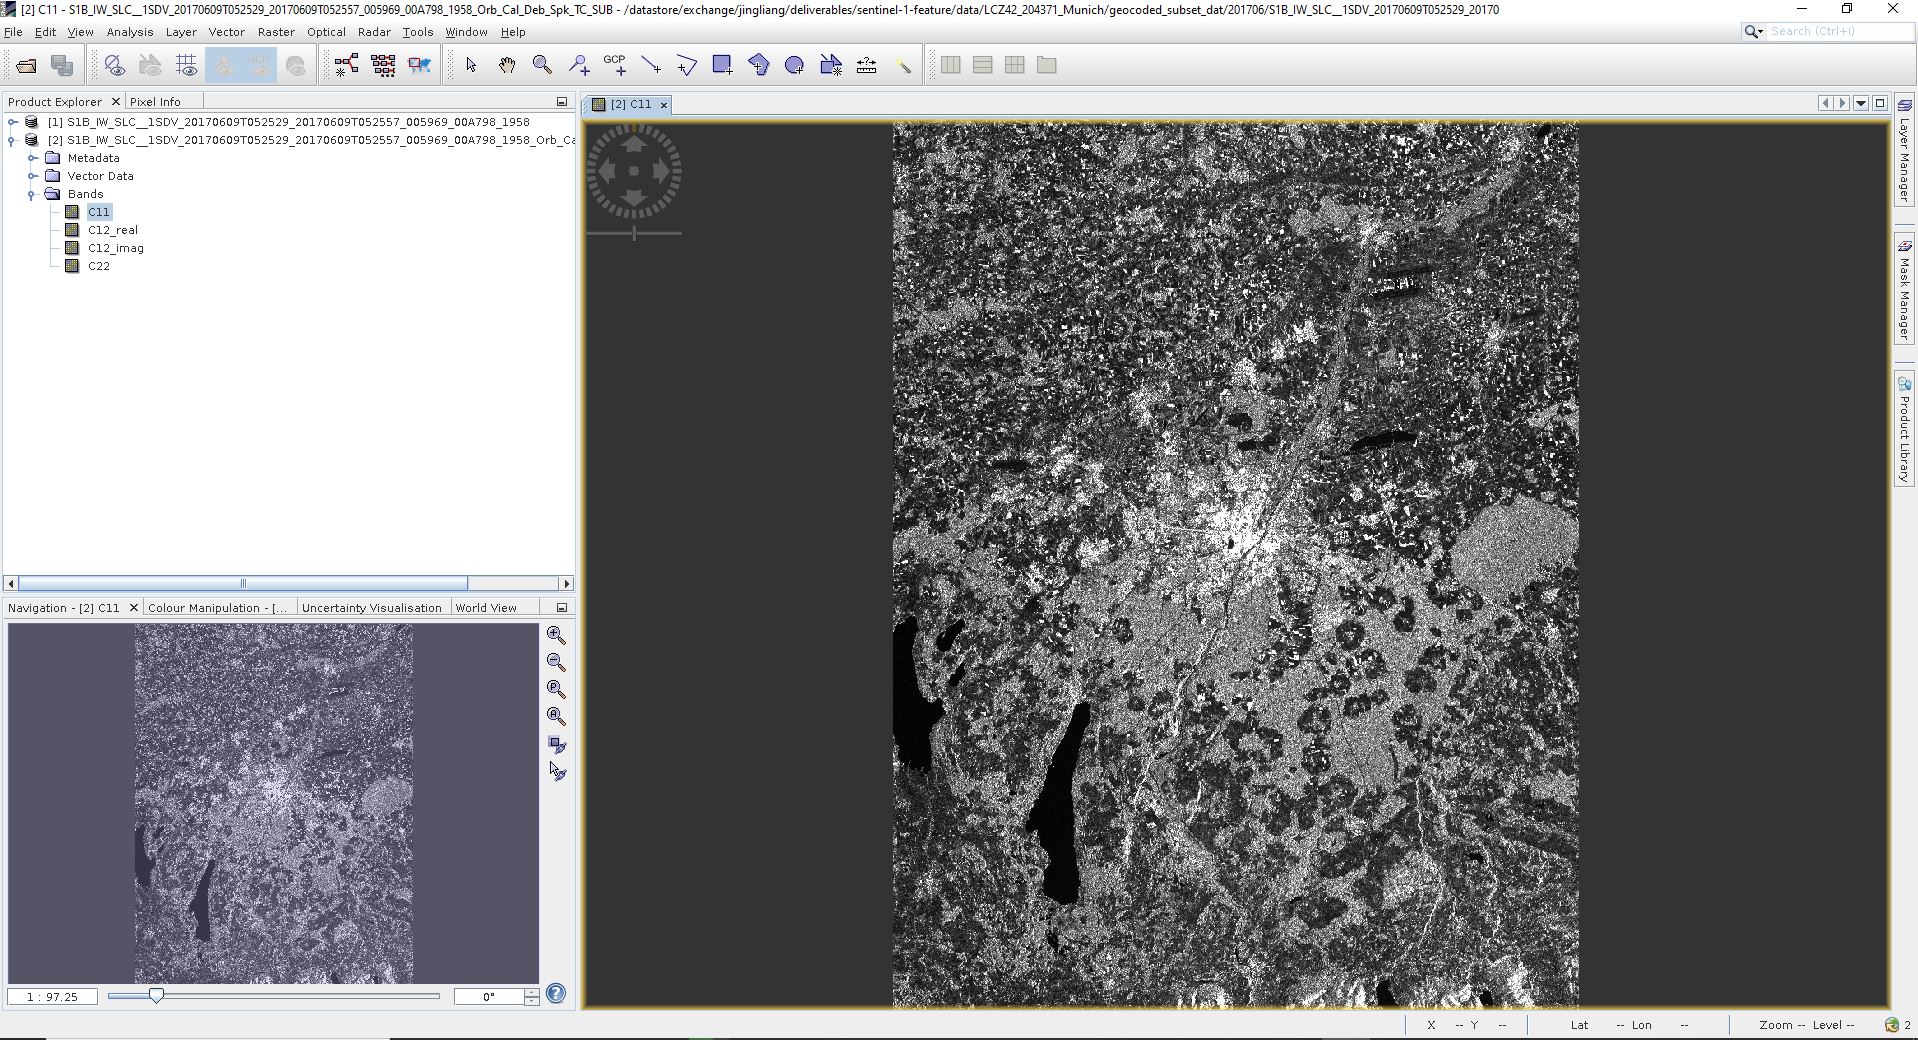 [2] C11 - S1B_IW_SLC__1SDV_20170609T052529_20170609T052557_005969_00A798_1958_Orb_Cal_Deb_Spk_TC_SUB - /datastore/exchange/jingliang/deliverables/sentinel-1-feature/data/LCZ42_204371_Munich/geocoded_subset_dat/201706/S1B_IW_SLC__1SDV_20170609T052529_20170
File Edit View Analysis Layer Vector Raster Optical Radar Tools Window Help
Search (Ctrl+I)
GCP GCP
Product Explorer Pixel Info
[2] C11
[1] S1B_IW_SLC__1SDV_20170609T052529_20170609T052557_005969_00A798_1958
[2] S1B_IW_SLC__1SDV_20170609T052529_20170609T052557_005969_00A798_1958_Orb_Ca
Metadata
Vector Data
Bands
C11
C12_real
C12_imag
C22
Layer Manager
Mask Manager
Product Library
Navigation - [2] C11 Colour Manipulation - [... Uncertainty Visualisation World View
1 : 97.25
0°
X -- Y -- Lat -- Lon -- Zoom -- Level -- 2